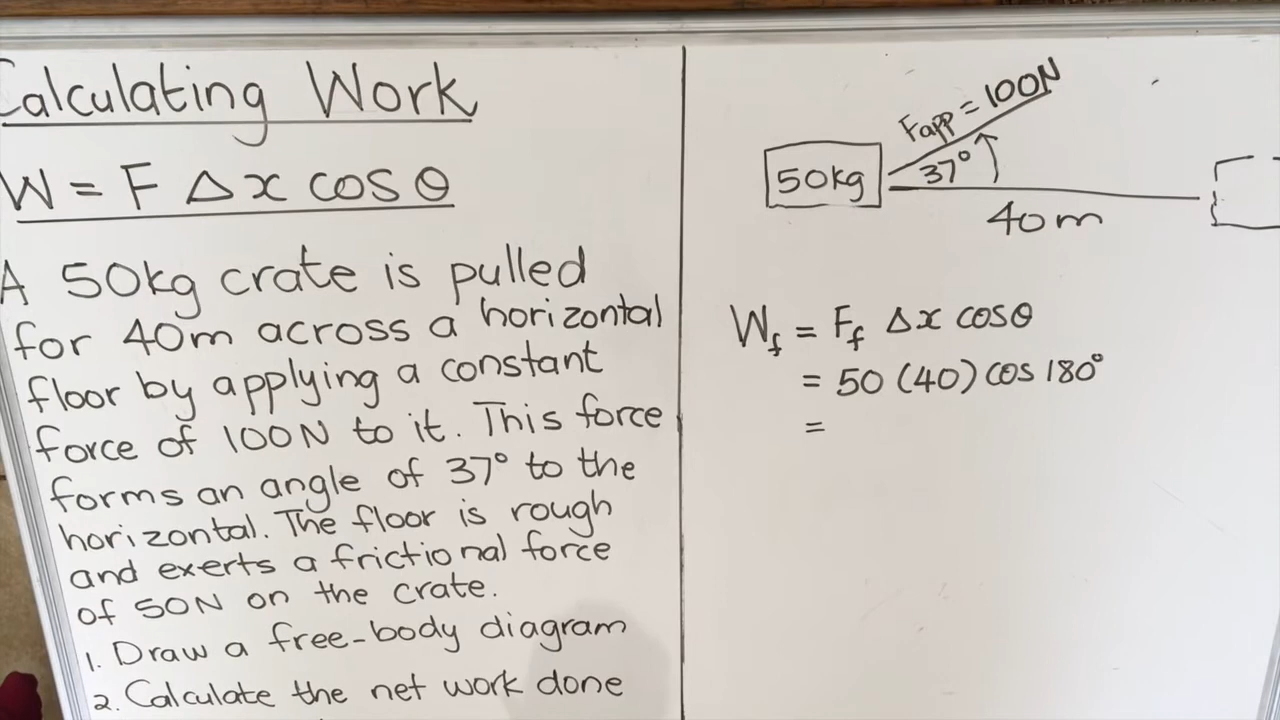 Calculating Work
W = F Δx cosθ
A 50kg crate is pulled
for 40m across a horizontal
floor by applying a constant
force of 100N to it. This force
forms an angle of 37° to the
horizontal. The floor is rough
and exerts a frictional force
of 50N on the crate.
1. Draw a free-body diagram
2. Calculate the net work done
Fapp = 100N
50kg
37°
40m
Wf = Ff Δx cosθ
= 50 (40) cos 180°
=